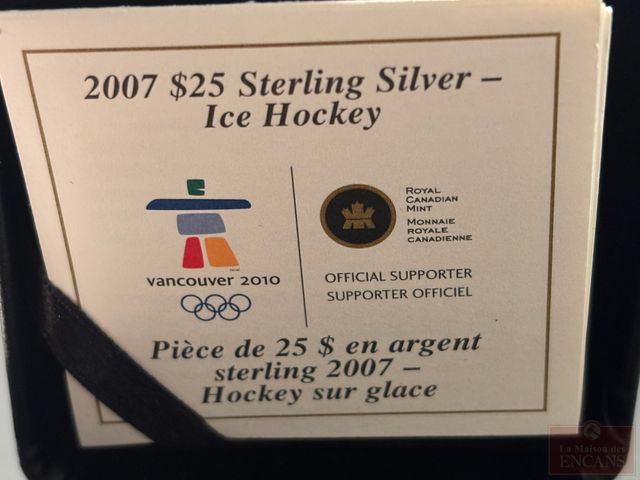 2007 $25 Sterling Silver –
Ice Hockey
vancouver 2010
ROYAL
CANADIAN
MINT
MONNAIE
ROYALE
CANADIENNE
OFFICIAL SUPPORTER
SUPPORTER OFFICIEL
Pièce de 25 $ en argent
sterling 2007 –
Hockey sur glace
La Maison des
ENCANS